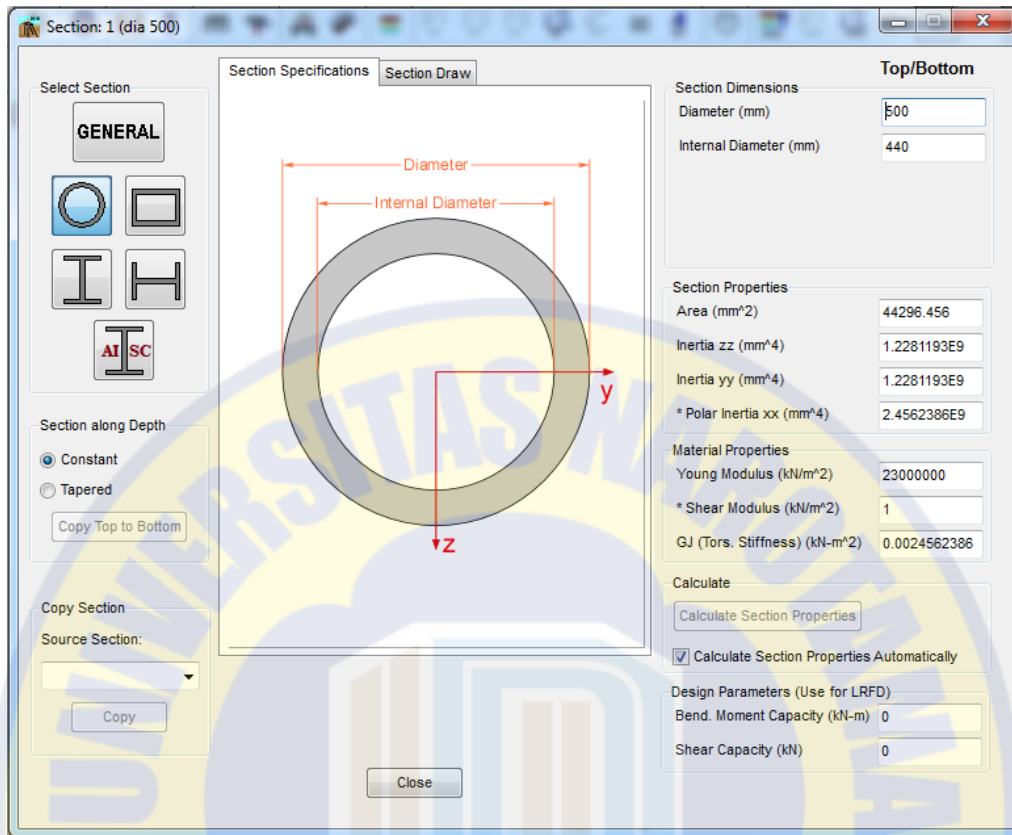 Section: 1 (dia 500)
Select Section
GENERAL
AISC
Section along Depth
Constant
Tapered
Copy Top to Bottom
Copy Section
Source Section:
Copy
Section Specifications
Section Draw
Diameter
Internal Diameter
y
z
Close
Top/Bottom
Section Dimensions
Diameter (mm) 500
Internal Diameter (mm) 440
Section Properties
Area (mm^2) 44296.456
Inertia zz (mm^4) 1.2281193E9
Inertia yy (mm^4) 1.2281193E9
* Polar Inertia xx (mm^4) 2.4562386E9
Material Properties
Young Modulus (kN/m^2) 23000000
* Shear Modulus (kN/m^2) 1
GJ (Tors. Stiffness) (kN-m^2) 0.0024562386
Calculate
Calculate Section Properties
Calculate Section Properties Automatically
Design Parameters (Use for LRFD)
Bend. Moment Capacity (kN-m) 0
Shear Capacity (kN) 0
UNIVERSITAS NAROTAMA